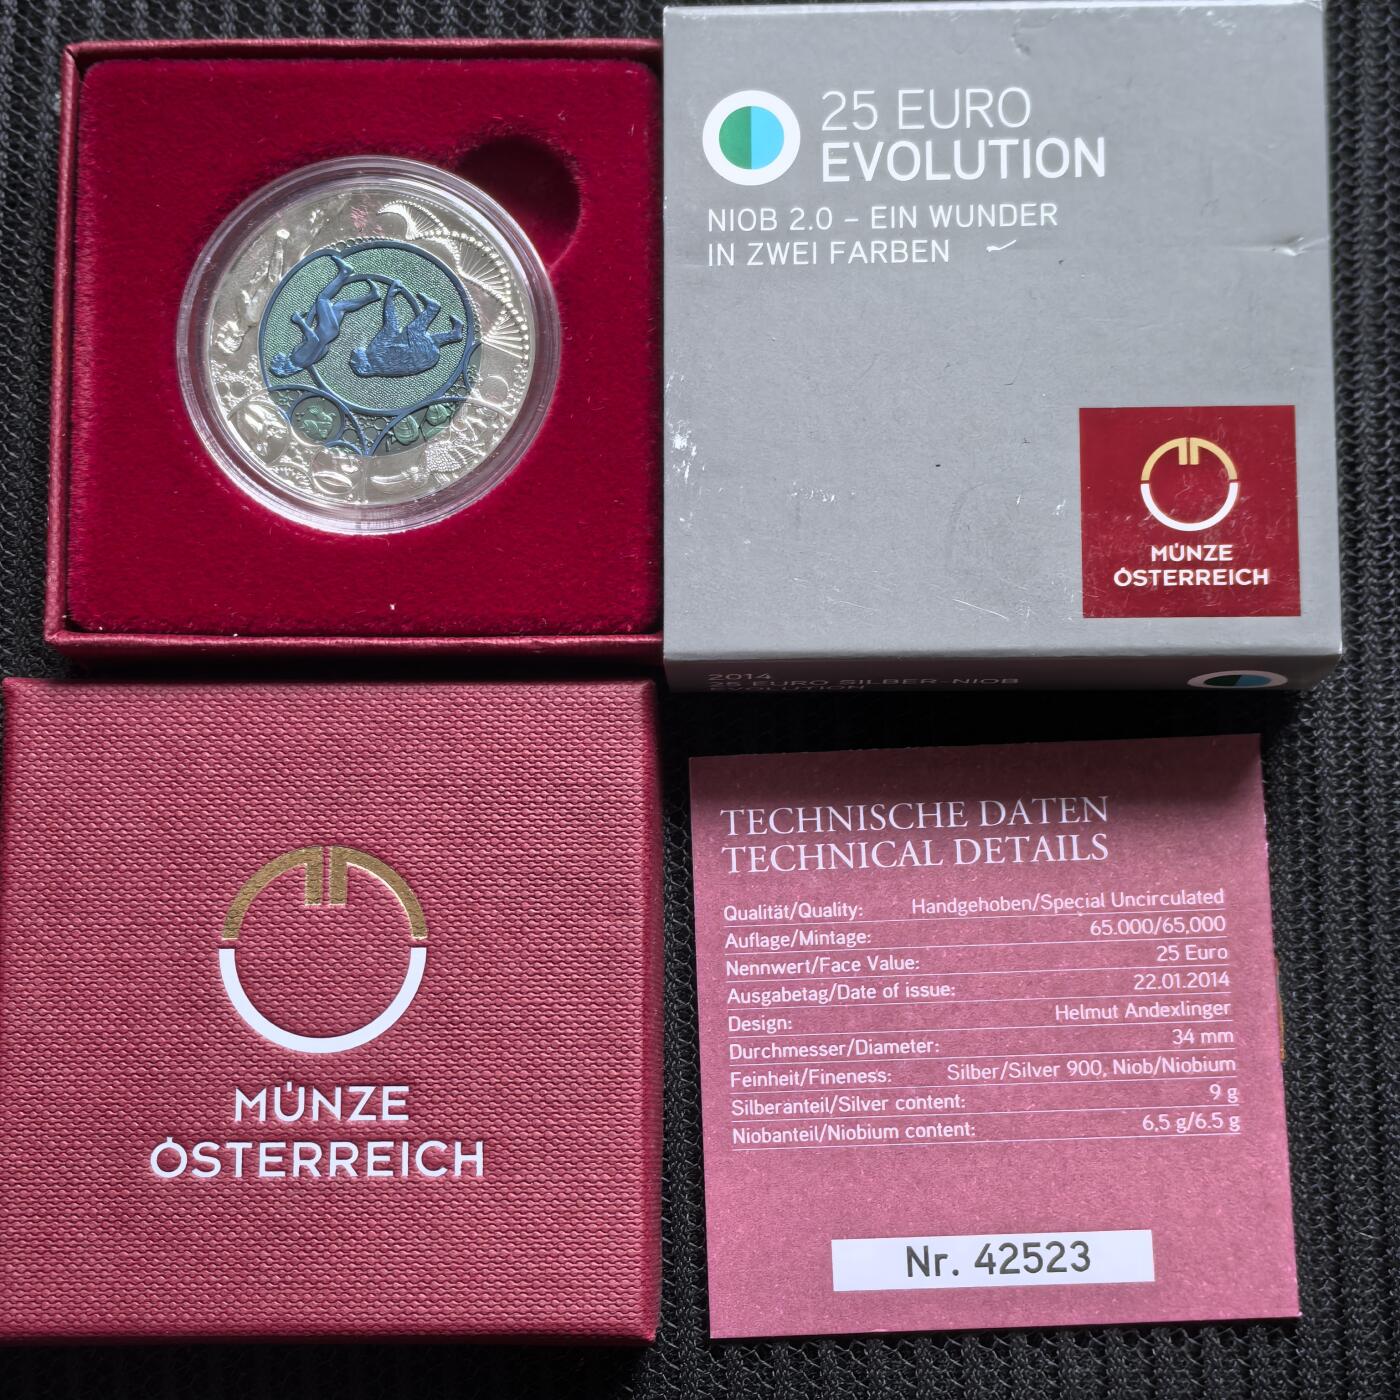 25 EURO
EVOLUTION
NIOB 2.0 – EIN WUNDER
IN ZWEI FARBEN
MÜNZE
ÖSTERREICH
2014
25 EURO SILBER-NIOB
EVOLUTION
MÜNZE
ÖSTERREICH
TECHNISCHE DATEN
TECHNICAL DETAILS
Qualität/Quality: Handgehoben/Special Uncirculated
Auflage/Mintage: 65.000/65,000
Nennwert/Face Value: 25 Euro
Ausgabetag/Date of issue: 22.01.2014
Design: Helmut Andexlinger
Durchmesser/Diameter: 34 mm
Feinheit/Fineness: Silber/Silver 900, Niob/Niobium
Silberanteil/Silver content: 9 g
Niobanteil/Niobium content: 6,5 g/6.5 g
Nr. 42523